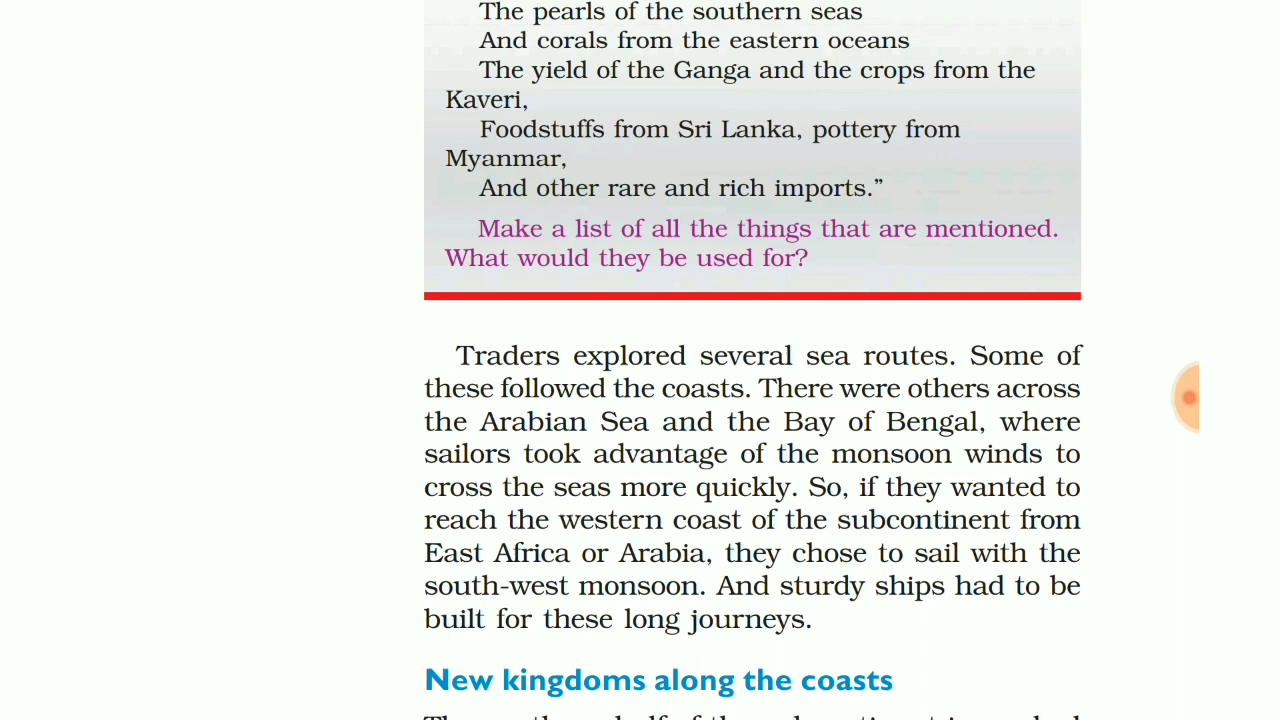 The pearls of the southern seas
And corals from the eastern oceans
The yield of the Ganga and the crops from the
Kaveri,
Foodstuffs from Sri Lanka, pottery from
Myanmar,
And other rare and rich imports.”
Make a list of all the things that are mentioned.
What would they be used for?
Traders explored several sea routes. Some of
these followed the coasts. There were others across
the Arabian Sea and the Bay of Bengal, where
sailors took advantage of the monsoon winds to
cross the seas more quickly. So, if they wanted to
reach the western coast of the subcontinent from
East Africa or Arabia, they chose to sail with the
south-west monsoon. And sturdy ships had to be
built for these long journeys.
New kingdoms along the coasts